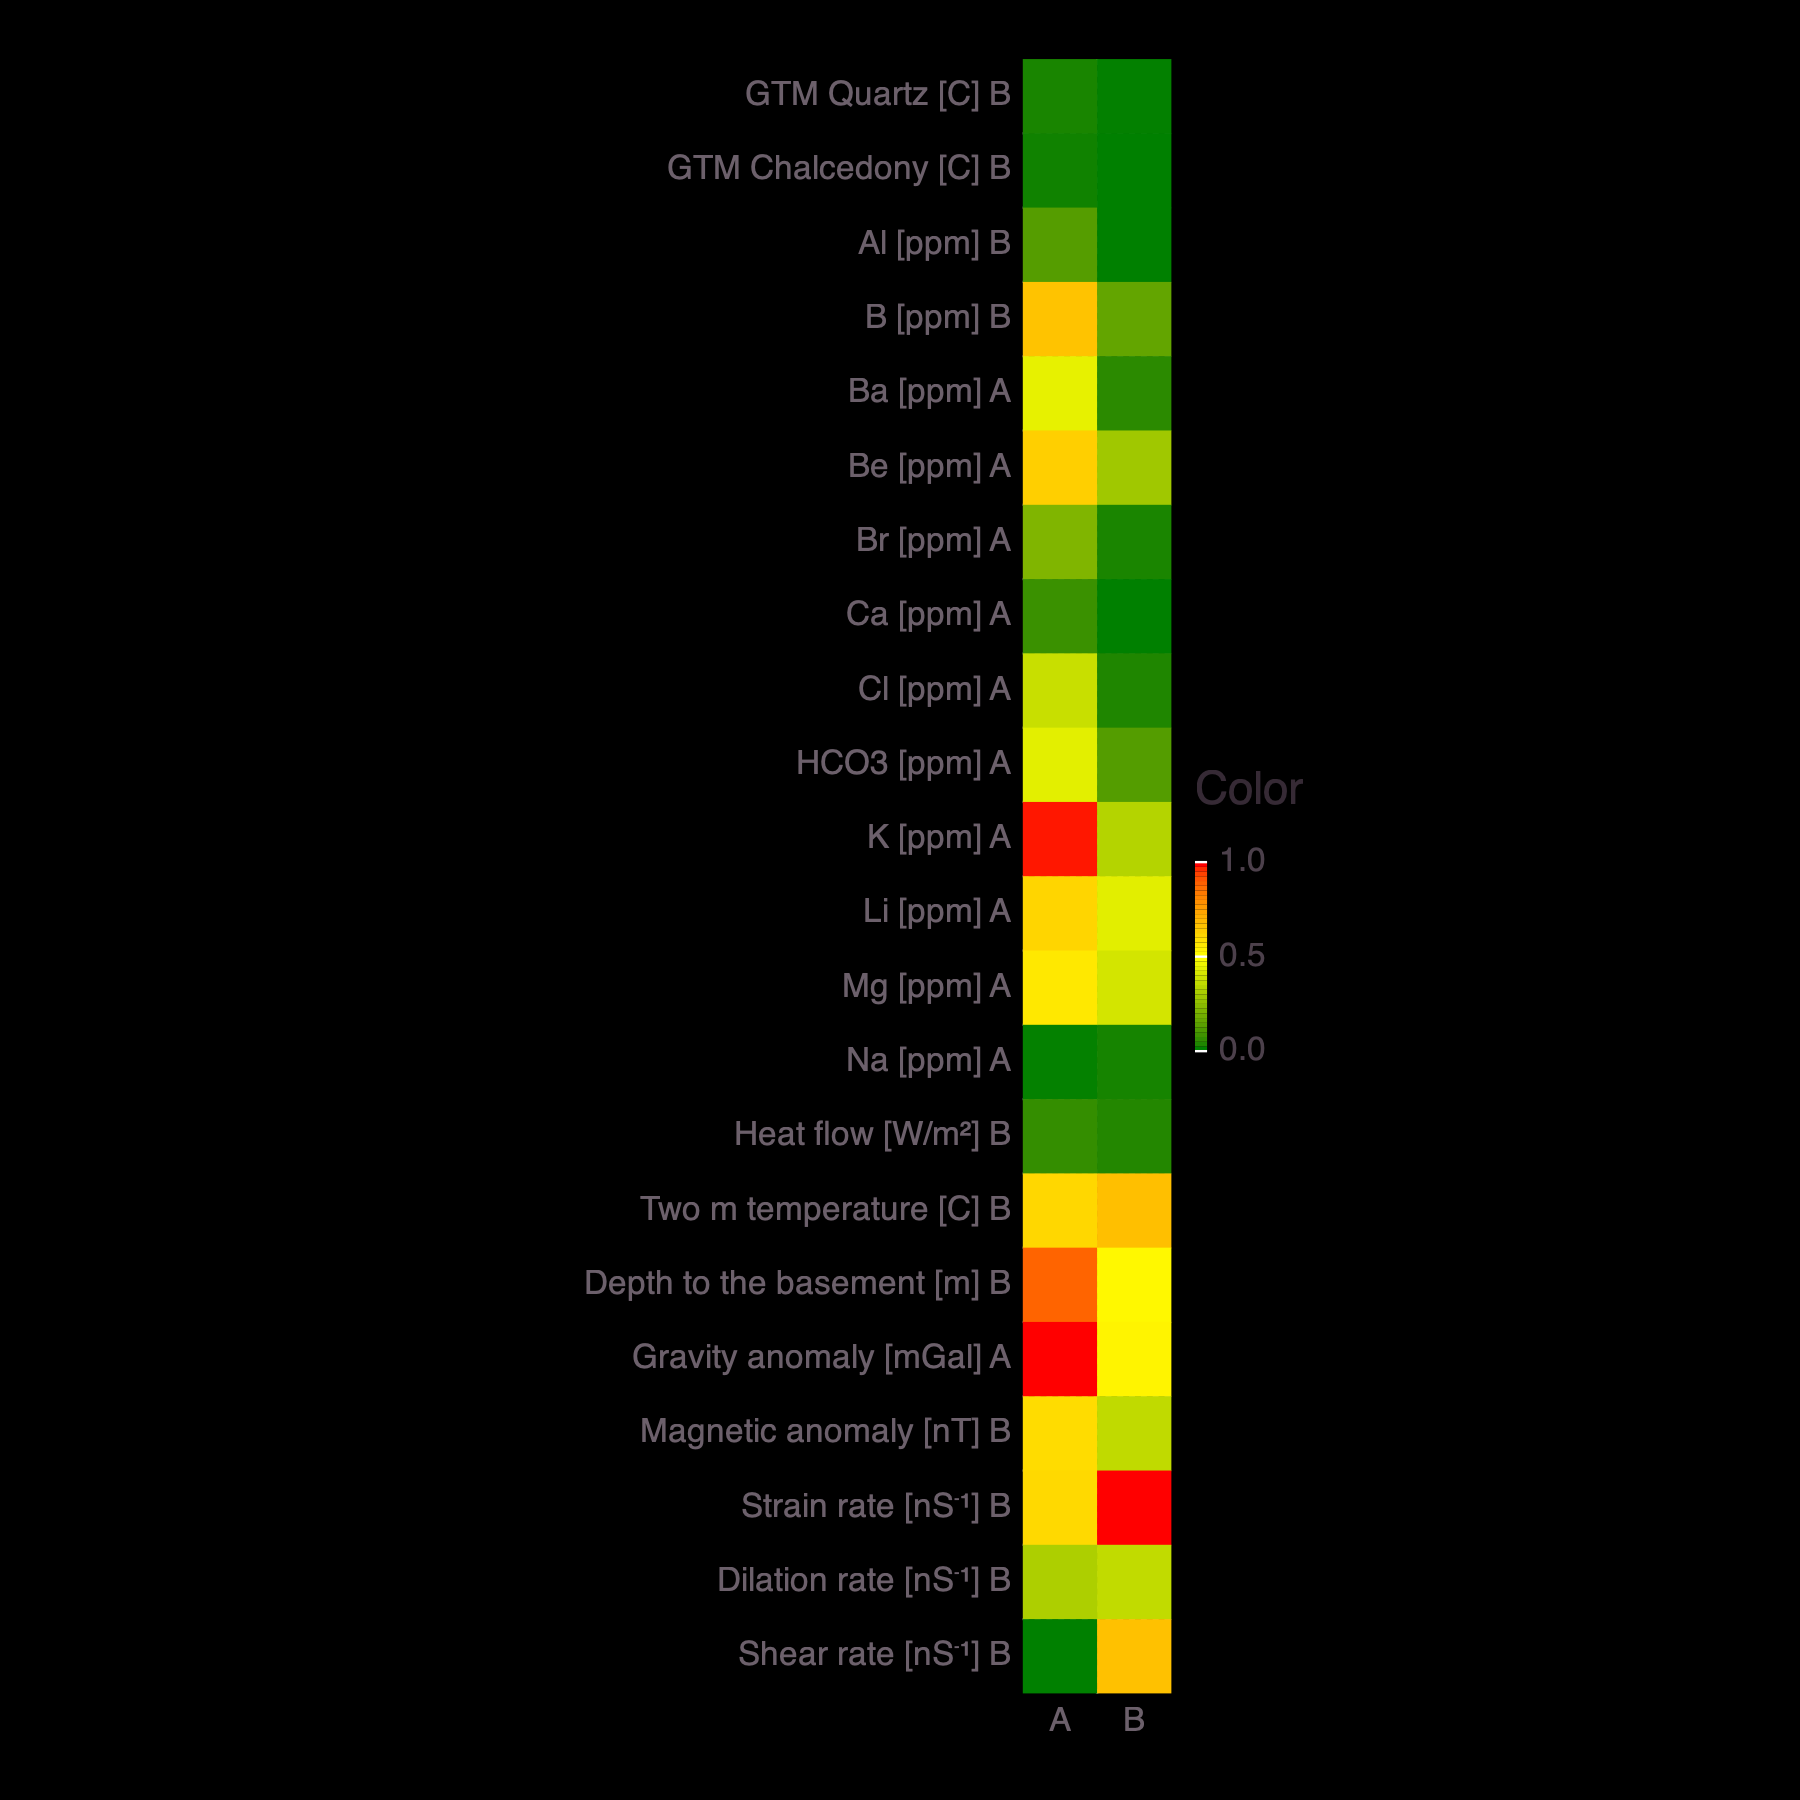 GTM Quartz [C] B
GTM Chalcedony [C] B
Al [ppm] B
B [ppm] B
Ba [ppm] A
Be [ppm] A
Br [ppm] A
Ca [ppm] A
Cl [ppm] A
HCO3 [ppm] A
K [ppm] A
Li [ppm] A
Mg [ppm] A
Na [ppm] A
Heat flow [W/m²] B
Two m temperature [C] B
Depth to the basement [m] B
Gravity anomaly [mGal] A
Magnetic anomaly [nT] B
Strain rate [nS⁻¹] B
Dilation rate [nS⁻¹] B
Shear rate [nS⁻¹] B
A B
Color
1.0
0.5
0.0